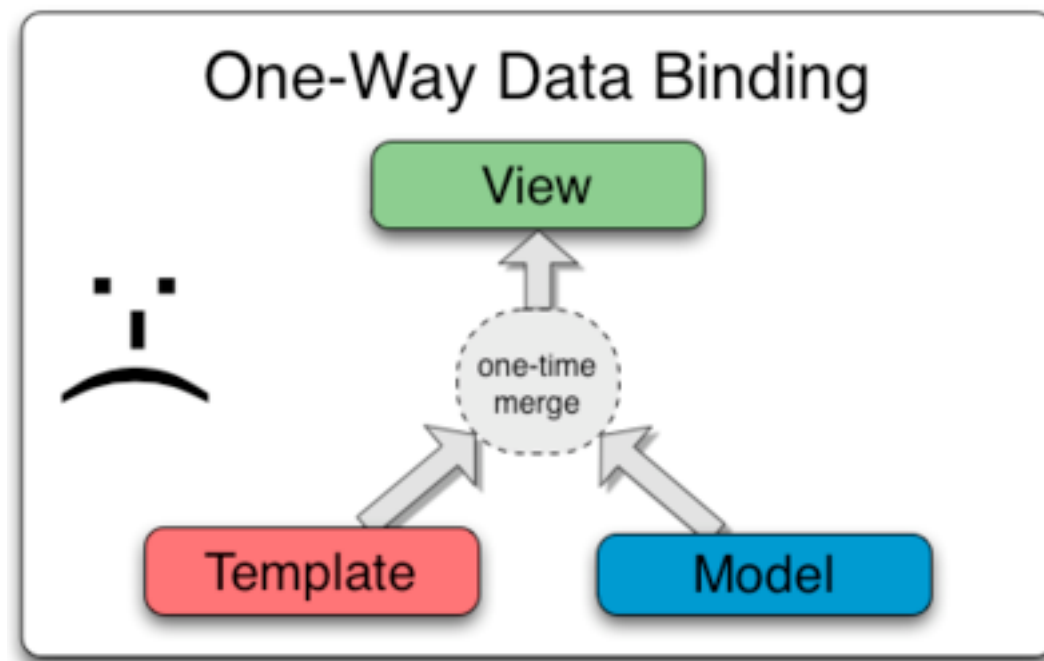 One-Way Data Binding
View
one-time
merge
Template
Model